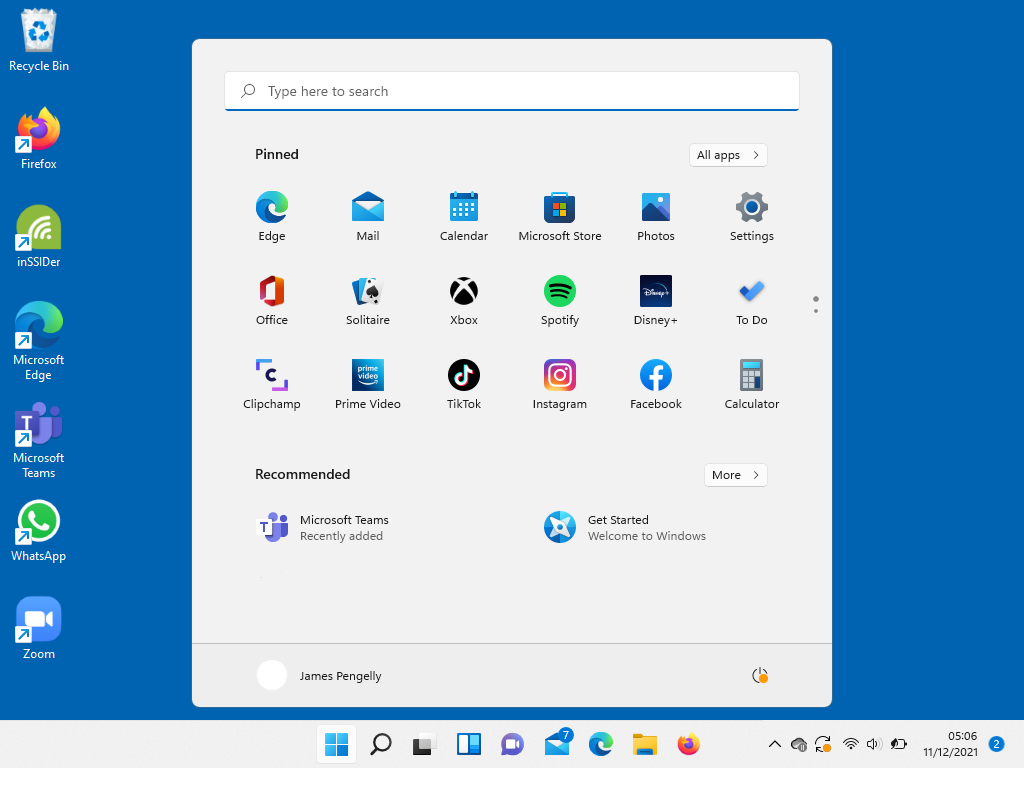 Recycle Bin
Firefox
inSSIDer
Microsoft
Edge
Microsoft
Teams
WhatsApp
Zoom
Type here to search
Pinned
All apps
Edge
Mail
Calendar
Microsoft Store
Photos
Settings
Office
Solitaire
Xbox
Spotify
Disney+
Disney+
To Do
prime
video
Clipchamp
Prime Video
TikTok
Instagram
Facebook
Calculator
Recommended
More
Microsoft Teams
Recently added
Get Started
Welcome to Windows
James Pengelly
7
05:06
11/12/2021
2